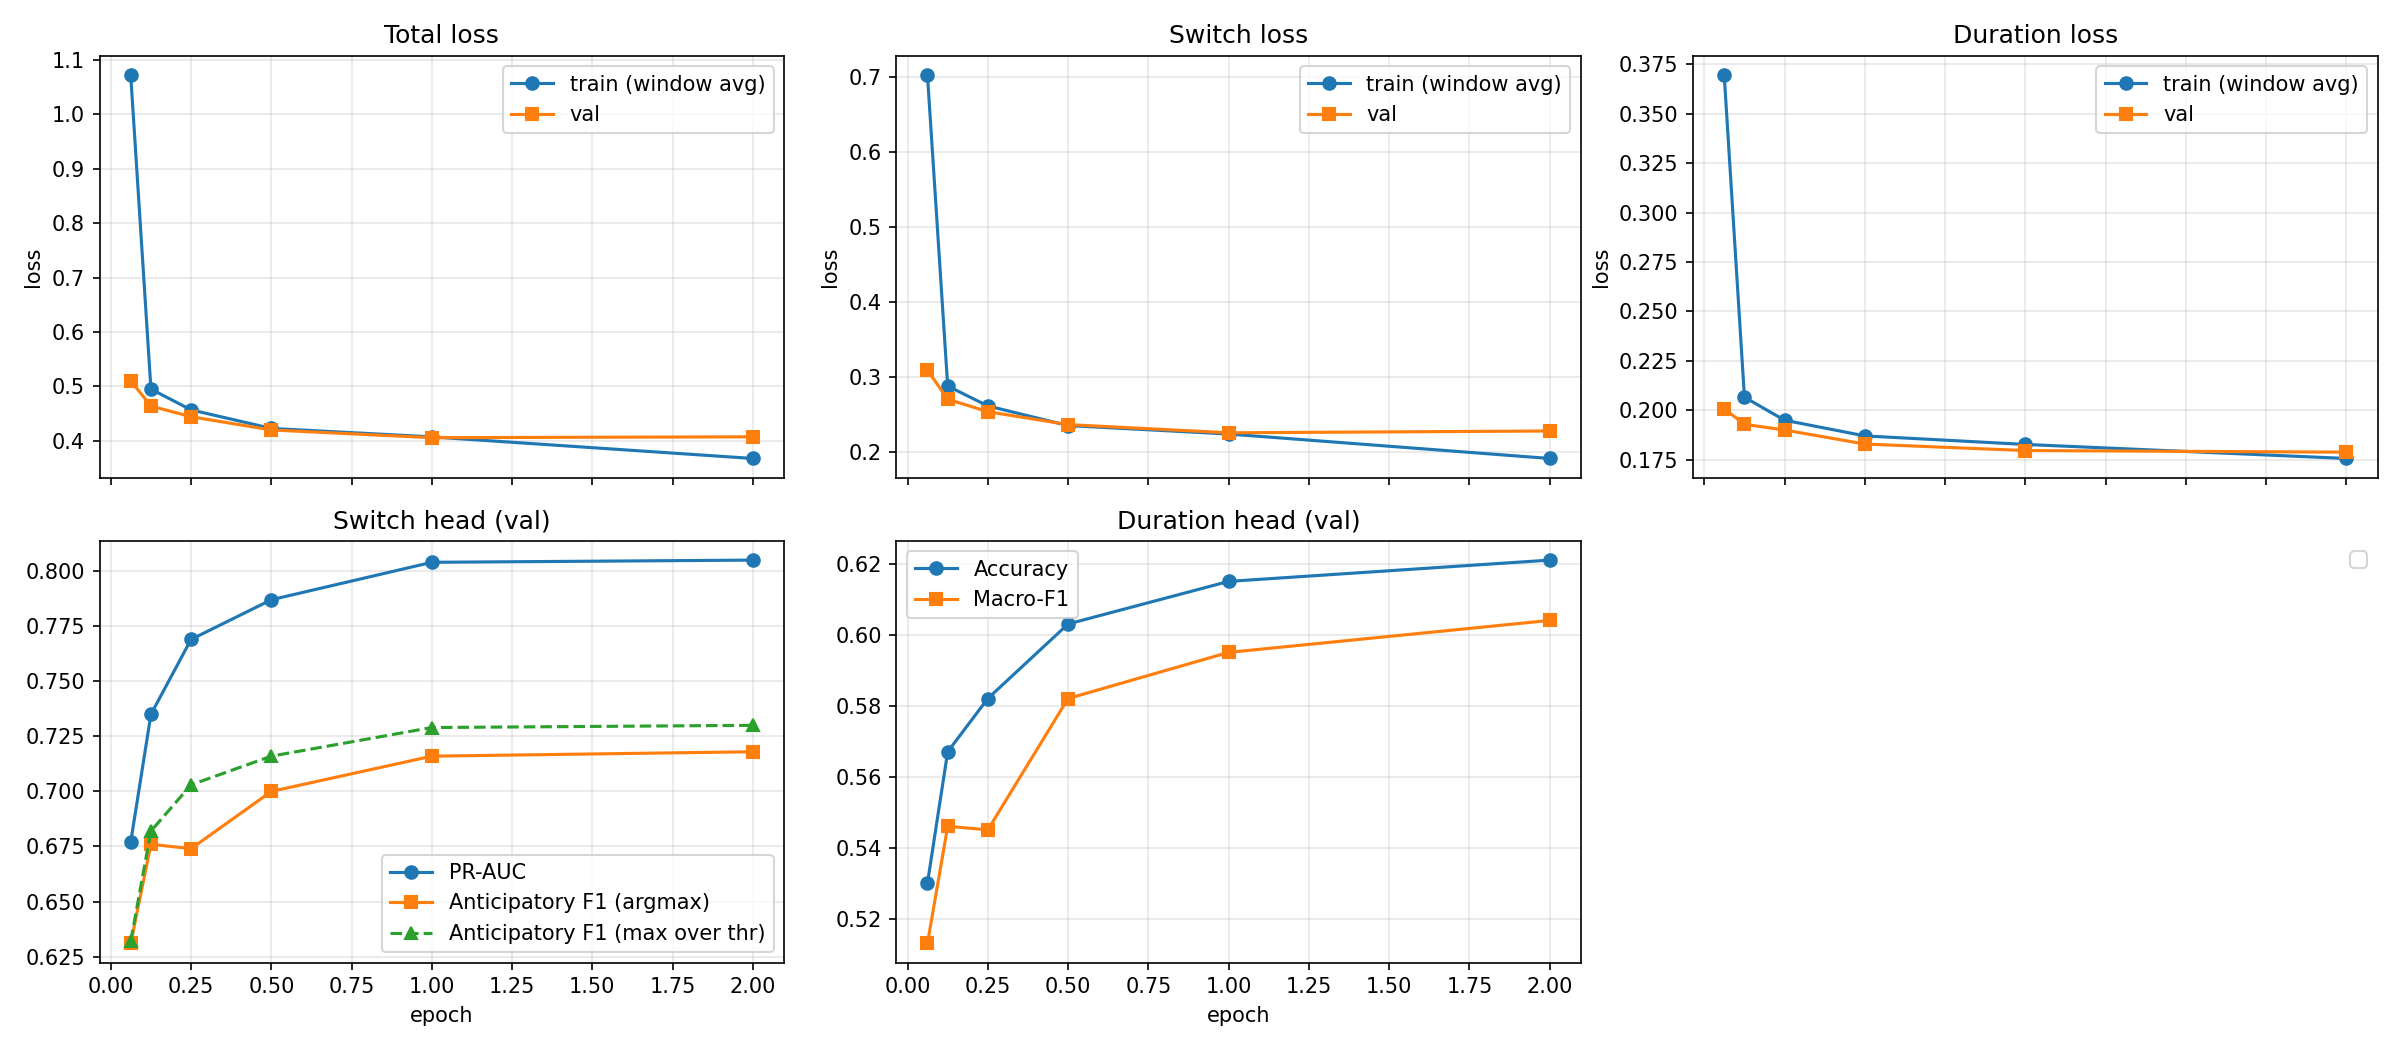 Total loss
1.1
1.0
0.9
0.8
0.7
0.6
0.5
0.4
loss
train (window avg)
val
Switch loss
0.7
0.6
0.5
0.4
0.3
0.2
loss
train (window avg)
val
Duration loss
0.375
0.350
0.325
0.300
0.275
0.250
0.225
0.200
0.175
loss
train (window avg)
val
Switch head (val)
0.800
0.775
0.750
0.725
0.700
0.675
0.650
0.625
PR-AUC
Anticipatory F1 (argmax)
Anticipatory F1 (max over thr)
0.00 0.25 0.50 0.75 1.00 1.25 1.50 1.75 2.00
epoch
Duration head (val)
Accuracy
Macro-F1
0.62
0.60
0.58
0.56
0.54
0.52
0.00 0.25 0.50 0.75 1.00 1.25 1.50 1.75 2.00
epoch